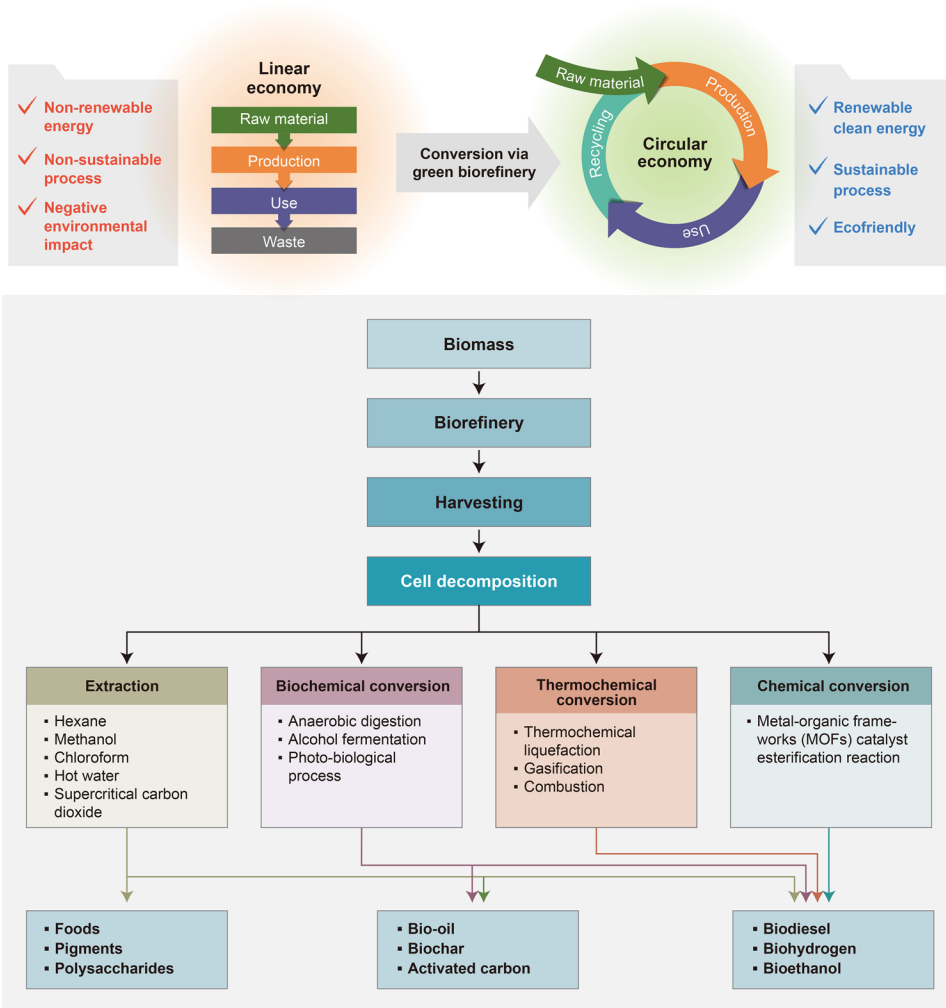 Non-renewable
energy
Non-sustainable
process
Negative
environmental
impact
Linear
economy
Raw material
Production
Use
Waste
Conversion via
green biorefinery
Raw material
Production
Use
Recycling
Circular
economy
Renewable
clean energy
Sustainable
process
Ecofriendly
Biomass
Biorefinery
Harvesting
Cell decomposition
Extraction
▪ Hexane
▪ Methanol
▪ Chloroform
▪ Hot water
▪ Supercritical carbon
dioxide
Biochemical conversion
▪ Anaerobic digestion
▪ Alcohol fermentation
▪ Photo-biological
process
Thermochemical
conversion
▪ Thermochemical
liquefaction
▪ Gasification
▪ Combustion
Chemical conversion
▪ Metal-organic frame-
works (MOFs) catalyst
esterification reaction
▪ Foods
▪ Pigments
▪ Polysaccharides
▪ Bio-oil
▪ Biochar
▪ Activated carbon
▪ Biodiesel
▪ Biohydrogen
▪ Bioethanol